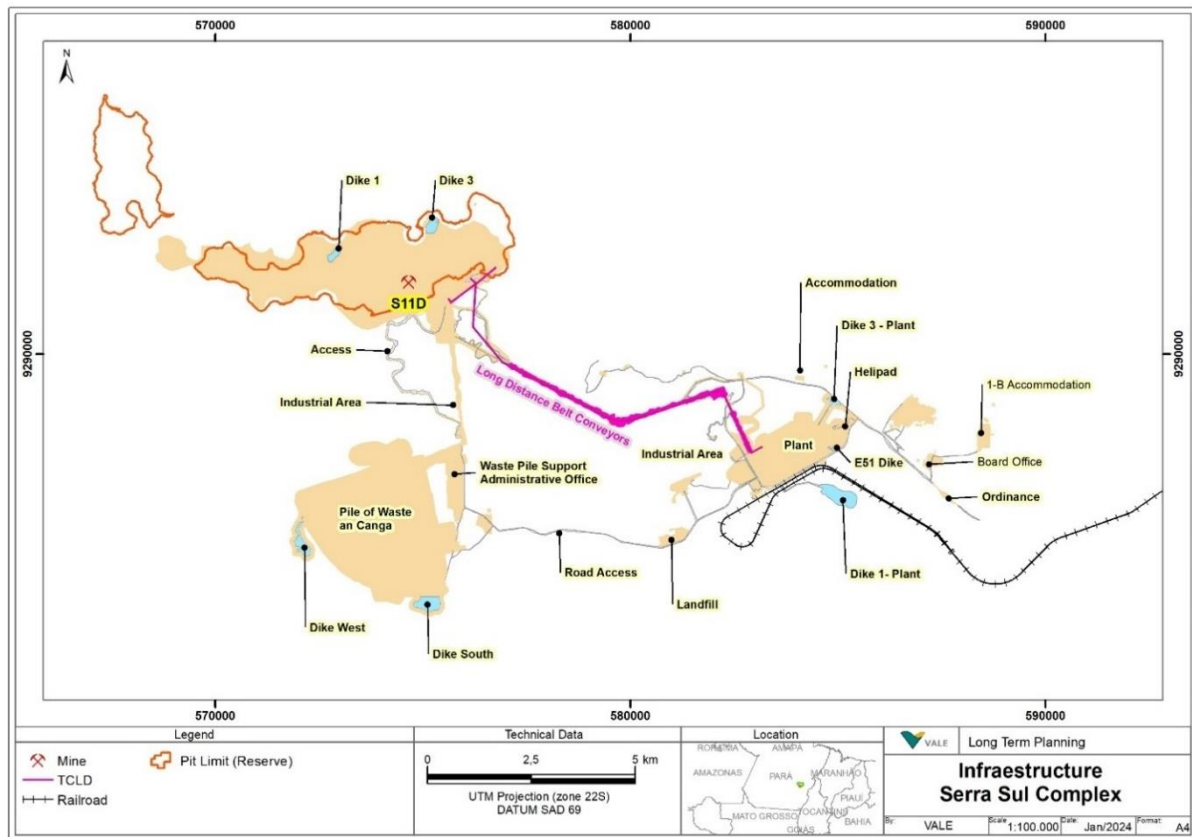 570000
580000
590000
N
Dike 1
Dike 3
S11D
Accommodation
Dike 3 - Plant
9290000
9290000
Access
Helipad
1-B Accommodation
Long Distance Belt Conveyors
Industrial Area
Industrial Area
Plant
E51 Dike
Board Office
Waste Pile Support
Administrative Office
Ordinance
Pile of Waste
an Canga
Road Access
Dike 1- Plant
Landfill
Dike West
Dike South
570000
580000
590000
Legend
Mine
Pit Limit (Reserve)
TCLD
Railroad
Technical Data
0
2,5
5 km
UTM Projection (zone 22S)
DATUM SAD 69
Location
AMAPÁ
AMAZONAS
PARÁ
MARANHÃO
PIAUÍ
TOCANTINS
MATO GROSSO
GOIÁS
BAHIA
VALE
Long Term Planning
Infraestructure
Serra Sul Complex
By:
VALE
Scale
1:100.000
Date:
Jan/2024
Format:
A4